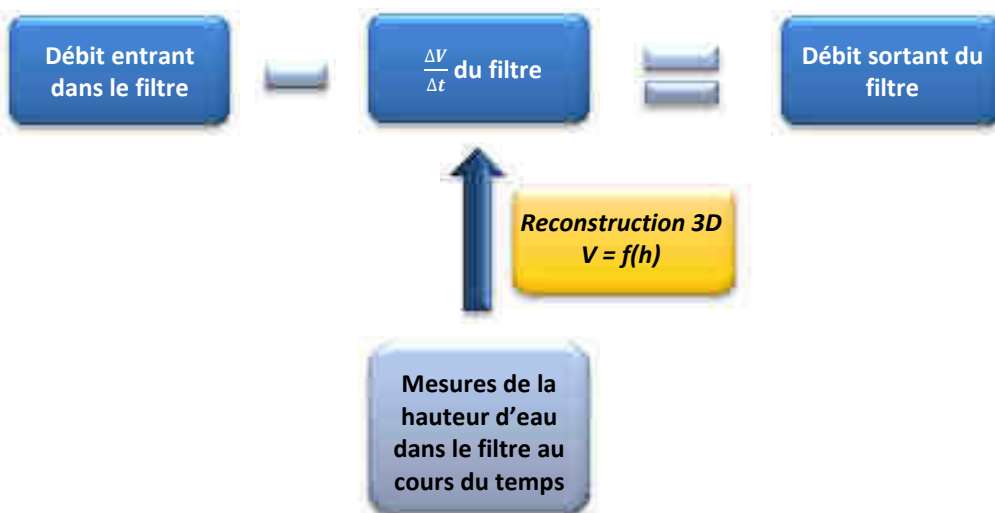 Débit entrant
dans le filtre
ΔV/Δt du filtre
Débit sortant du
filtre
Reconstruction 3D
V = f(h)
Mesures de la
hauteur d’eau
dans le filtre au
cours du temps